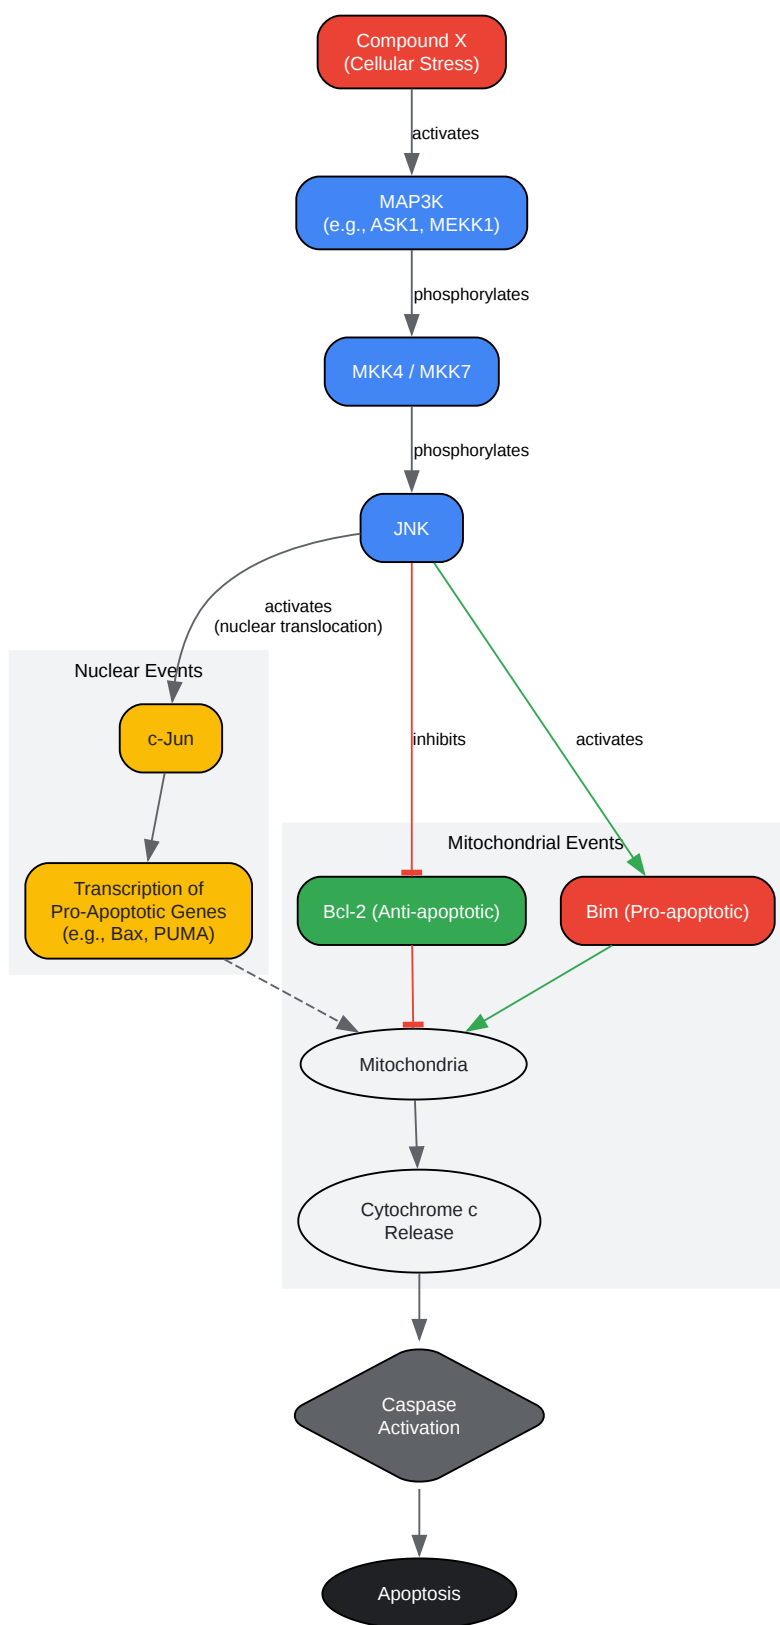 Compound X
(Cellular Stress)
activates
MAP3K
(e.g., ASK1, MEKK1)
phosphorylates
MKK4 / MKK7
phosphorylates
JNK
activates
(nuclear translocation)
Nuclear Events
c-Jun
inhibits
activates
Mitochondrial Events
Transcription of
Pro-Apoptotic Genes
(e.g., Bax, PUMA)
Bcl-2 (Anti-apoptotic)
Bim (Pro-apoptotic)
Mitochondria
Cytochrome c
Release
Caspase
Activation
Apoptosis